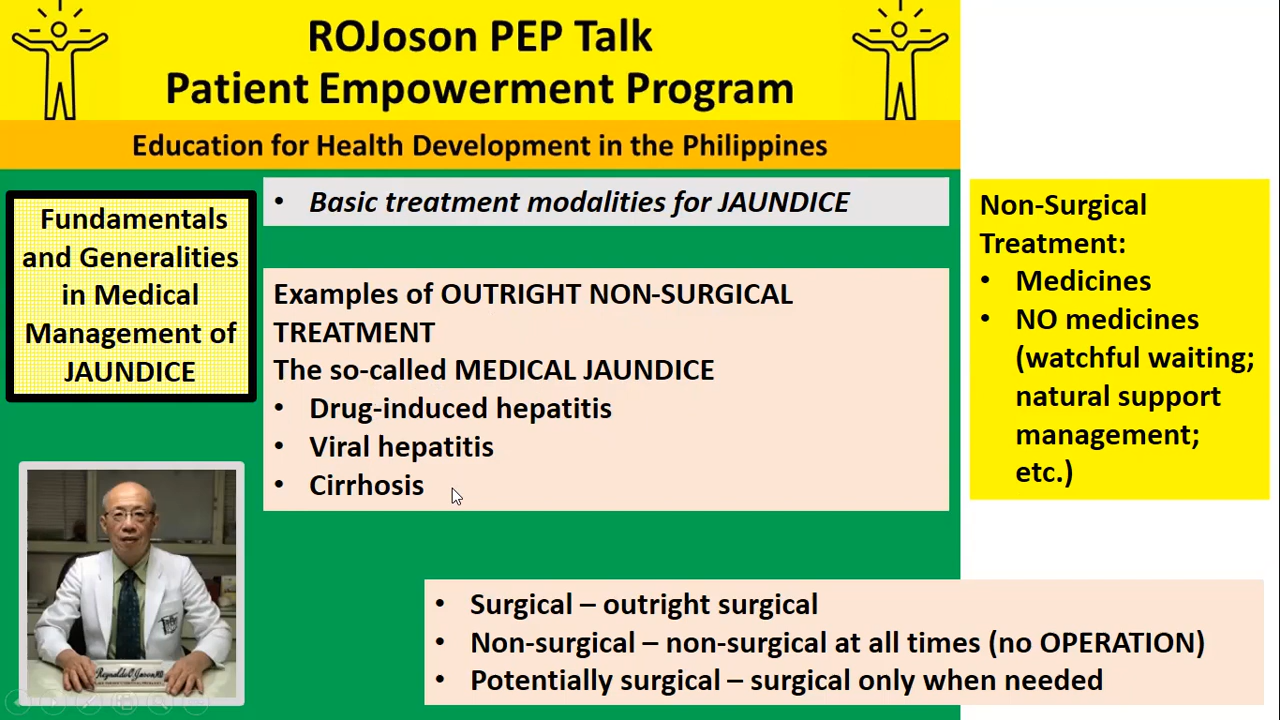 ROJoson PEP Talk
Patient Empowerment Program
Education for Health Development in the Philippines
Fundamentals
and Generalities
in Medical
Management of
JAUNDICE
• Basic treatment modalities for JAUNDICE
Examples of OUTRIGHT NON-SURGICAL
TREATMENT
The so-called MEDICAL JAUNDICE
• Drug-induced hepatitis
• Viral hepatitis
• Cirrhosis
Non-Surgical
Treatment:
• Medicines
• NO medicines
(watchful waiting;
natural support
management;
etc.)
• Surgical – outright surgical
• Non-surgical – non-surgical at all times (no OPERATION)
• Potentially surgical – surgical only when needed